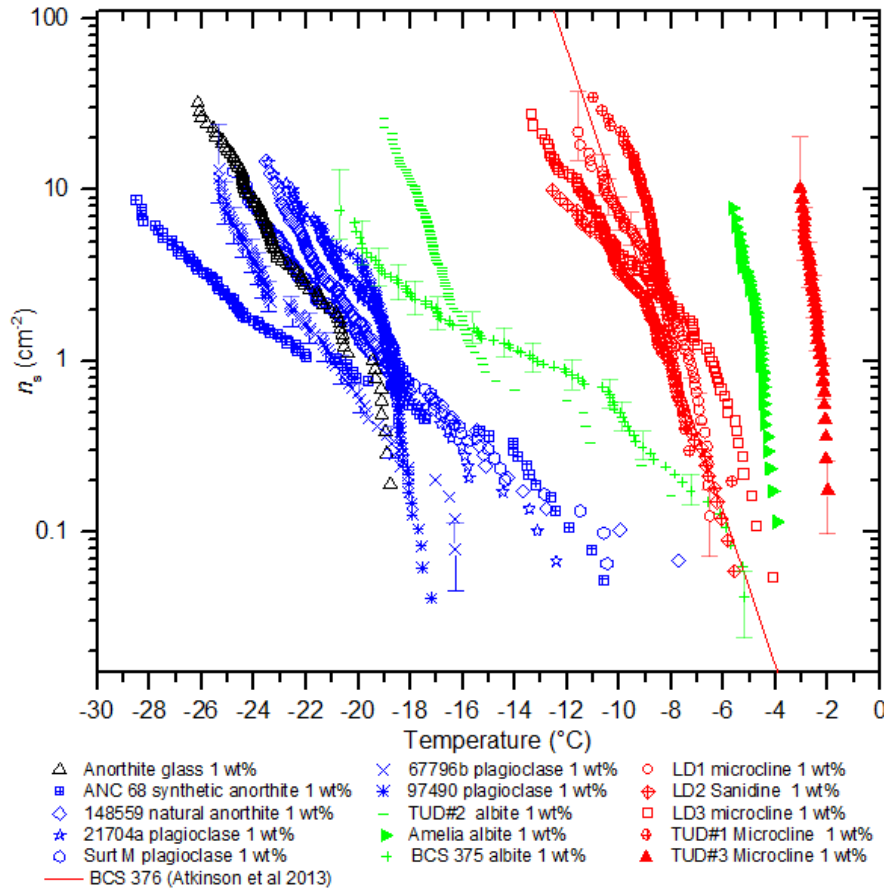 100
10
1
0.1
n_s (cm⁻²)
-30 -28 -26 -24 -22 -20 -18 -16 -14 -12 -10 -8 -6 -4 -2 0
Temperature (°C)
Anorthite glass 1 wt% 67796b plagioclase 1 wt% LD1 microcline 1 wt%
ANC 68 synthetic anorthite 1 wt% 97490 plagioclase 1 wt% LD2 Sanidine 1 wt%
148559 natural anorthite 1 wt% TUD#2 albite 1 wt% LD3 microcline 1 wt%
21704a plagioclase 1 wt% Amelia albite 1 wt% TUD#1 Microcline 1 wt%
Surt M plagioclase 1 wt% BCS 375 albite 1 wt% TUD#3 Microcline 1 wt%
BCS 376 (Atkinson et al 2013)